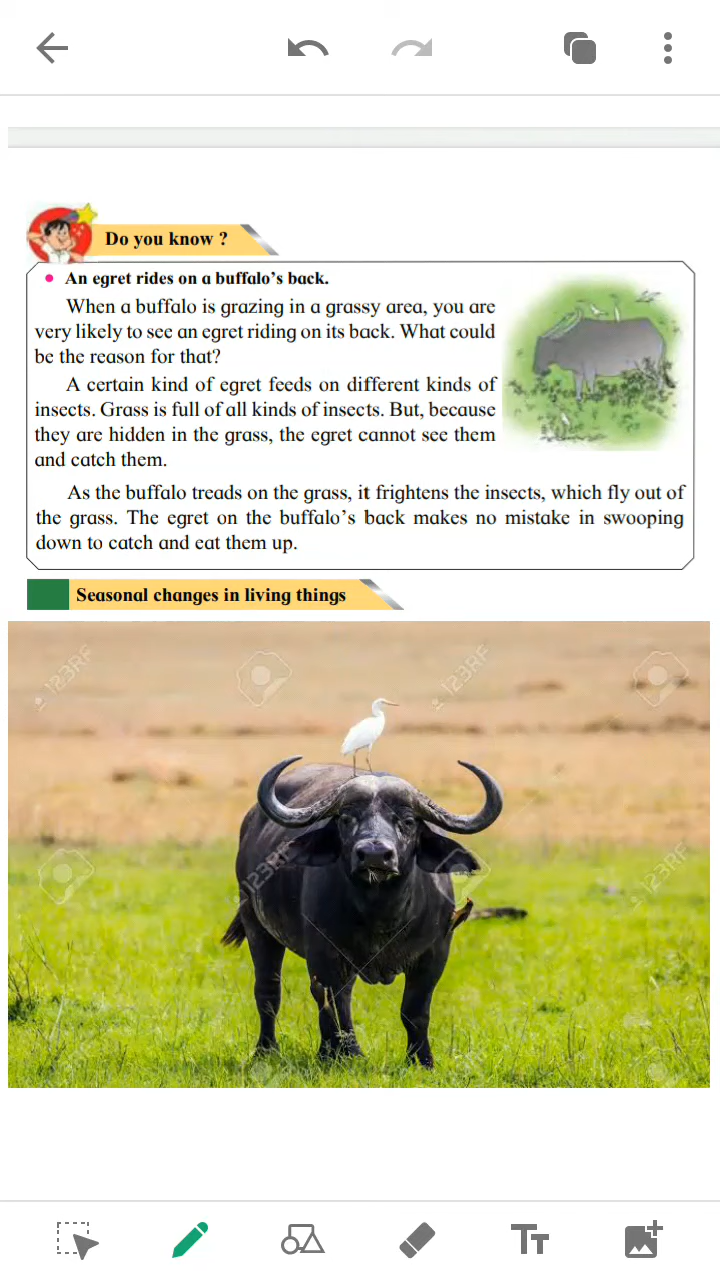 Do you know ?
• An egret rides on a buffalo's back.
When a buffalo is grazing in a grassy area, you are
very likely to see an egret riding on its back. What could
be the reason for that?
A certain kind of egret feeds on different kinds of
insects. Grass is full of all kinds of insects. But, because
they are hidden in the grass, the egret cannot see them
and catch them.
As the buffalo treads on the grass, it frightens the insects, which fly out of
the grass. The egret on the buffalo's back makes no mistake in swooping
down to catch and eat them up.
Seasonal changes in living things
123RF
123RF
123RF
123RF
TT